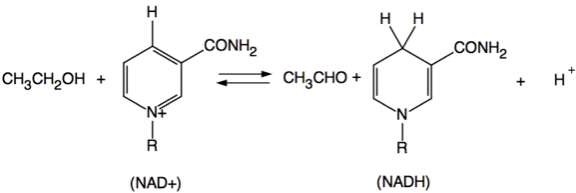 H
H H
CONH2
CONH2
CH3CH2OH + CH3CHO + + H+
N+
N
R
R
(NAD+) (NADH)